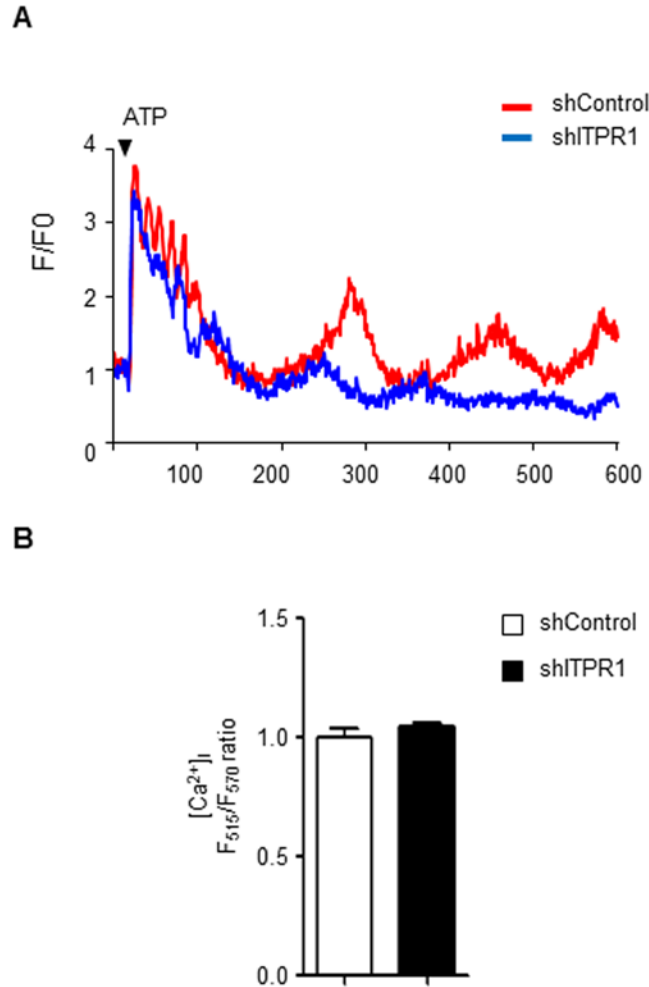 A
ATP
shControl
shITPR1
F/F0
4
3
2
1
0
100 200 300 400 500 600
B
shControl
shITPR1
[Ca²⁺]ᵢ
F₅₁₅/F₅₇₀ ratio
1.5
1.0
0.5
0.0